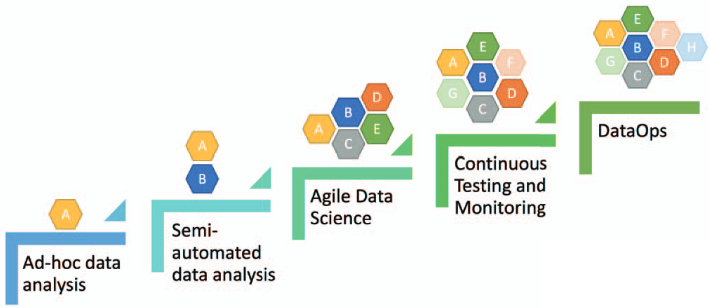 A
Ad-hoc data
analysis
A
B
Semi-
automated
data analysis
A
B
C
D
E
Agile Data
Science
A
E
B
F
G
C
D
Continuous
Testing and
Monitoring
A
E
B
F
G
C
D
H
DataOps